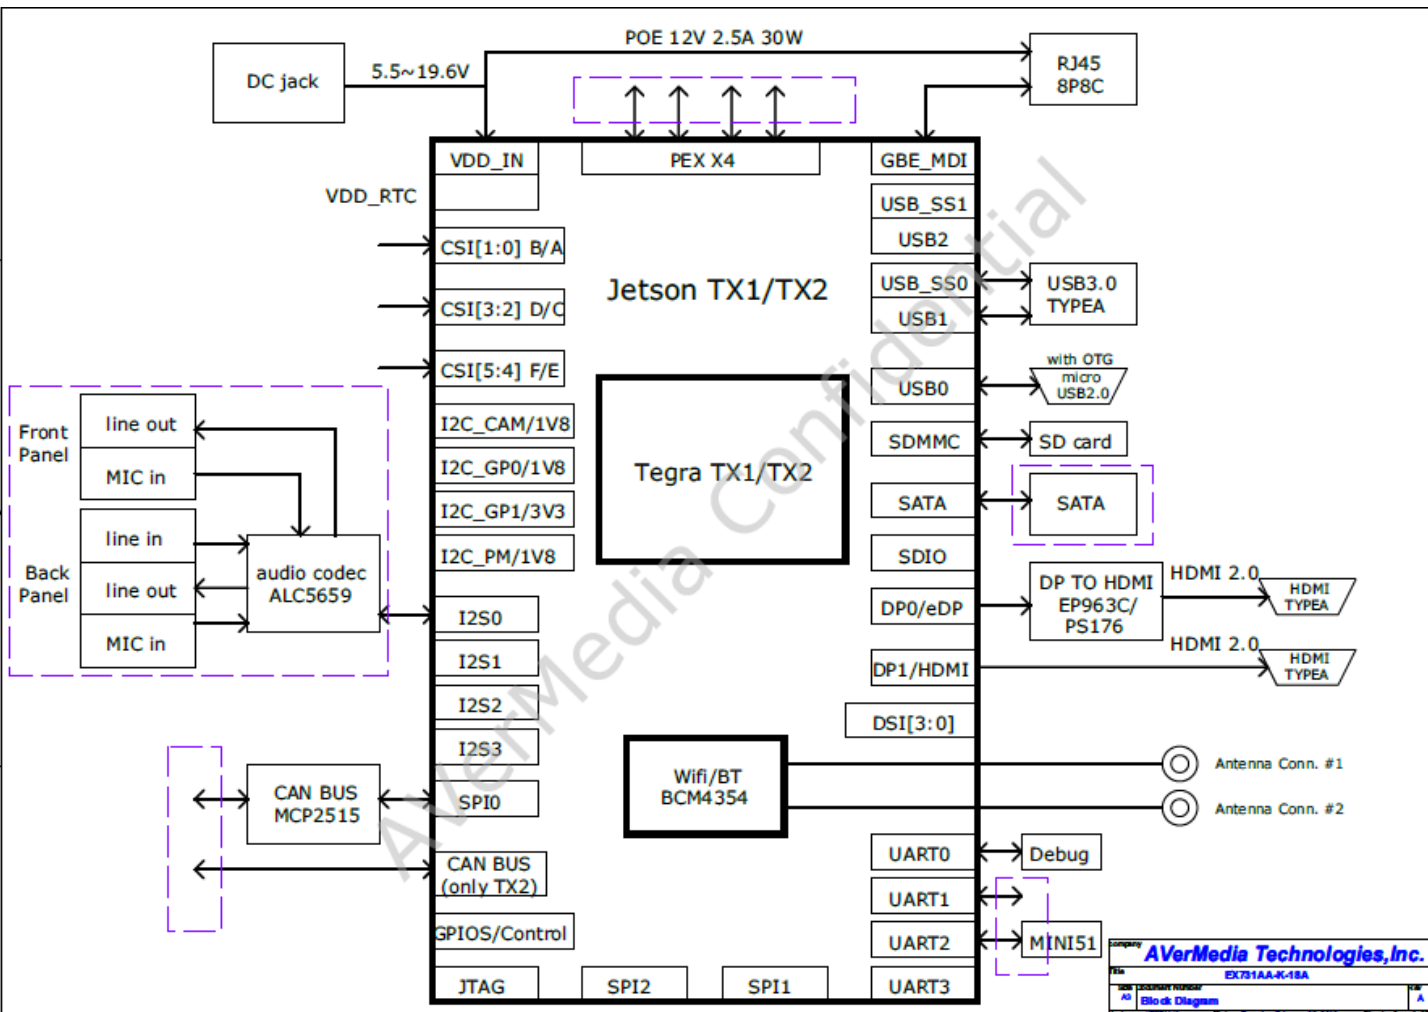 POE 12V 2.5A 30W
DC jack
5.5~19.6V
RJ45
8P8C
VDD_IN
PEX X4
GBE_MDI
VDD_RTC
USB_SS1
USB2
CSI[1:0] B/A
Jetson TX1/TX2
USB_SS0
USB1
USB3.0
TYPEA
CSI[3:2] D/C
CSI[5:4] F/E
with OTG
micro
USB2.0
USB0
Front
Panel
line out
MIC in
I2C_CAM/1V8
I2C_GP0/1V8
I2C_GP1/3V3
I2C_PM/1V8
Tegra TX1/TX2
SDMMC
SD card
SATA
SATA
SDIO
Back
Panel
line in
line out
MIC in
audio codec
ALC5659
I2S0
I2S1
I2S2
I2S3
DP0/eDP
DP TO HDMI
EP963C/
PS176
HDMI 2.0
HDMI
TYPEA
DP1/HDMI
HDMI 2.0
HDMI
TYPEA
DSI[3:0]
Wifi/BT
BCM4354
Antenna Conn. #1
Antenna Conn. #2
CAN BUS
MCP2515
SPI0
CAN BUS
(only TX2)
GPIOS/Control
JTAG
SPI2
SPI1
UART0
Debug
UART1
UART2
MINI51
UART3
AVerMedia Confidential
company
AVerMedia Technologies,Inc.
Title
EX731AA-K-18A
Document Number
A3
Block Diagram
A